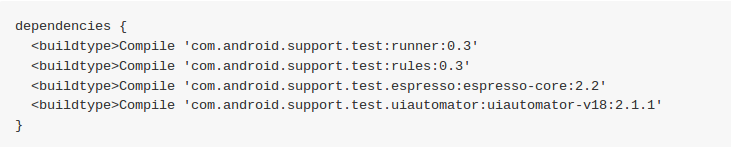 dependencies {
  <buildtype>Compile 'com.android.support.test:runner:0.3'
  <buildtype>Compile 'com.android.support.test:rules:0.3'
  <buildtype>Compile 'com.android.support.test.espresso:espresso-core:2.2'
  <buildtype>Compile 'com.android.support.test.uiautomator:uiautomator-v18:2.1.1'
}